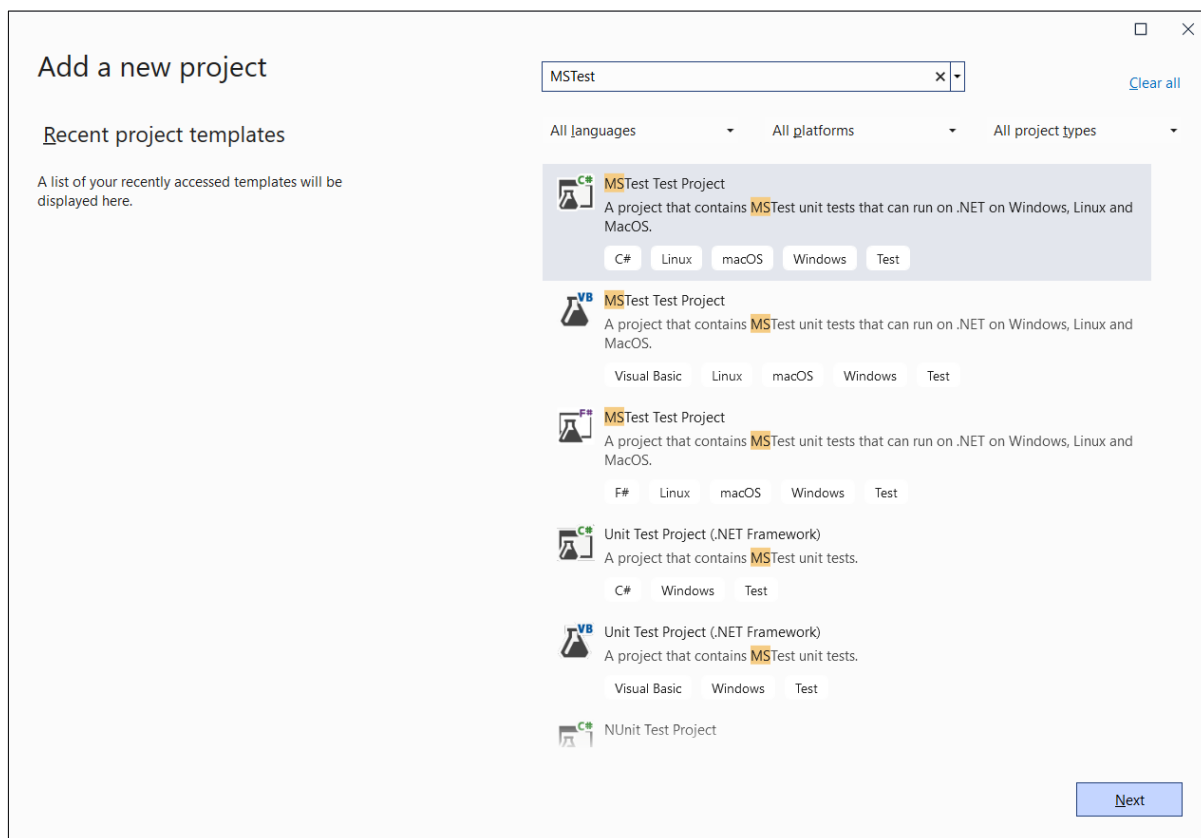 Add a new project
MSTest
Clear all
Recent project templates
All languages
All platforms
All project types
A list of your recently accessed templates will be
displayed here.
C#
MSTest Test Project
A project that contains MSTest unit tests that can run on .NET on Windows, Linux and
MacOS.
C# Linux macOS Windows Test
VB
MSTest Test Project
A project that contains MSTest unit tests that can run on .NET on Windows, Linux and
MacOS.
Visual Basic Linux macOS Windows Test
F#
MSTest Test Project
A project that contains MSTest unit tests that can run on .NET on Windows, Linux and
MacOS.
F# Linux macOS Windows Test
C#
Unit Test Project (.NET Framework)
A project that contains MSTest unit tests.
C# Windows Test
VB
Unit Test Project (.NET Framework)
A project that contains MSTest unit tests.
Visual Basic Windows Test
C#
NUnit Test Project
Next